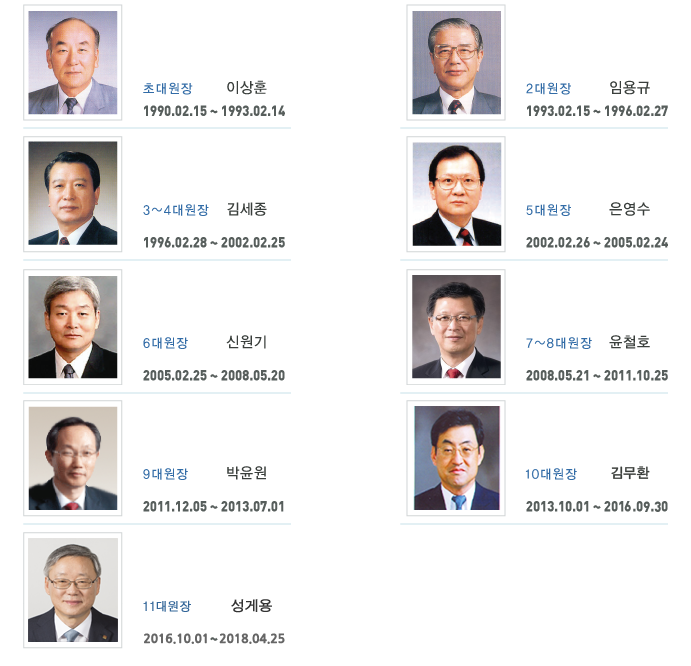 초대원장 이상훈
1990.02.15 ~ 1993.02.14
2대원장 임용규
1993.02.15 ~ 1996.02.27
3~4대원장 김세종
1996.02.28 ~ 2002.02.25
5대원장 은영수
2002.02.26 ~ 2005.02.24
6대원장 신원기
2005.02.25 ~ 2008.05.20
7~8대원장 윤철호
2008.05.21 ~ 2011.10.25
9대원장 박윤원
2011.12.05 ~ 2013.07.01
10대원장 김무환
2013.10.01 ~ 2016.09.30
11대원장 성게용
2016.10.01~2018.04.25